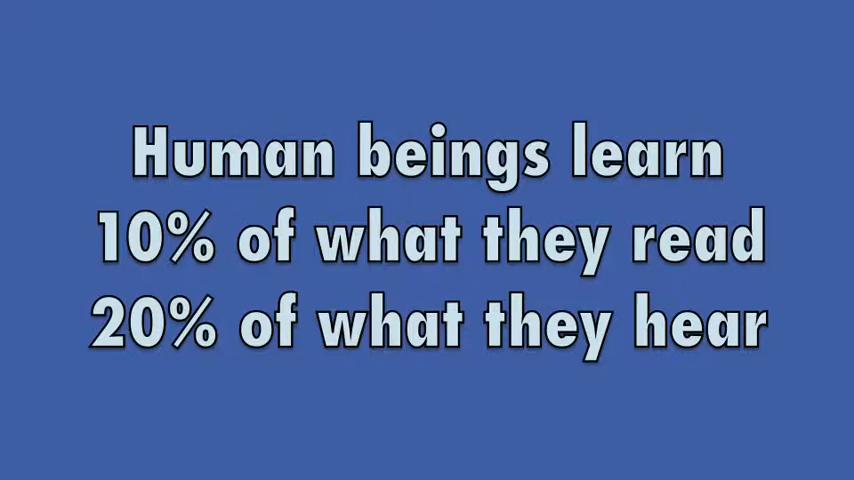 Human beings learn
10% of what they read
20% of what they hear